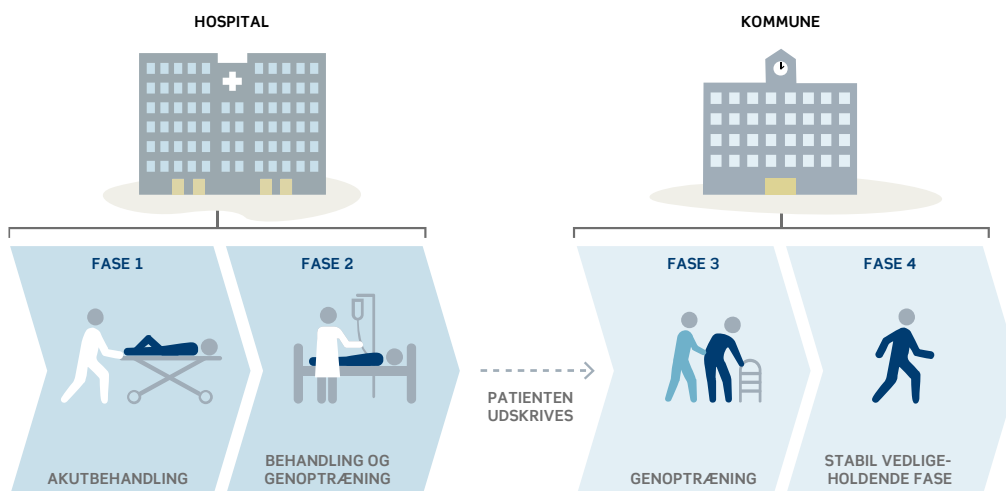 HOSPITAL
KOMMUNE
FASE 1
FASE 2
FASE 3
FASE 4
PATIENTEN
UDSKRIVES
AKUTBEHANDLING
BEHANDLING OG
GENOPTRÆNING
GENOPTRÆNING
STABIL VEDLIGE-
HOLDENDE FASE